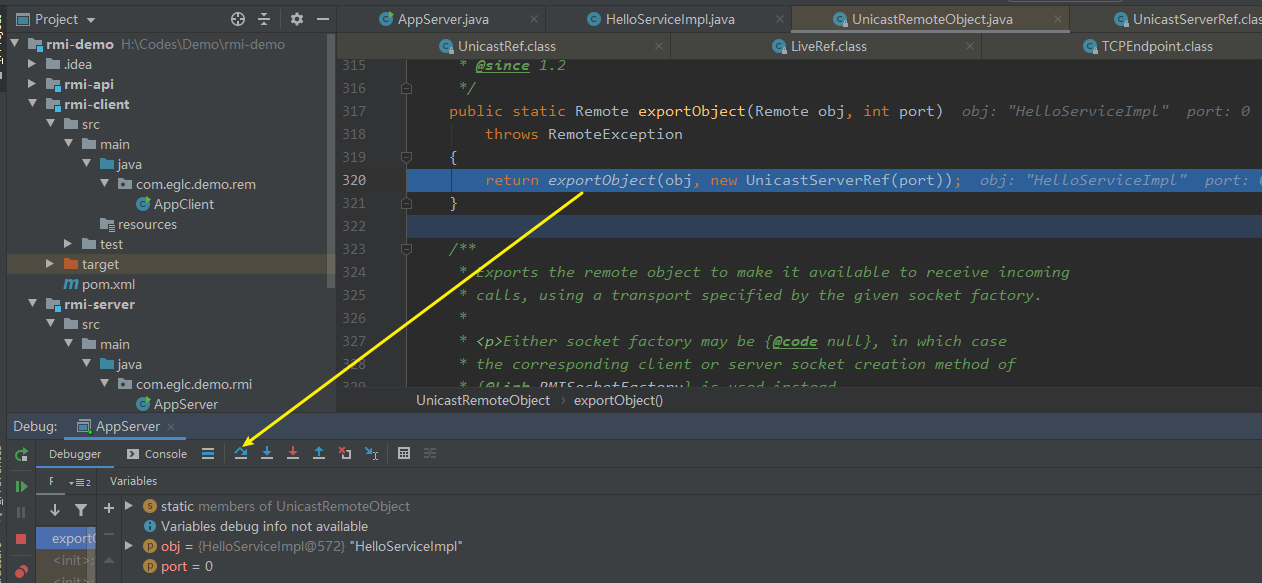 Project
AppServer.java
HelloServiceImpl.java
UnicastRemoteObject.java
UnicastServerRef.clas
UnicastRef.class
LiveRef.class
TCPEndpoint.class
rmi-demo H:\Codes\Demo\rmi-demo
.idea
rmi-api
rmi-client
src
main
java
com.eglc.demo.rem
AppClient
resources
test
target
pom.xml
rmi-server
src
main
java
com.eglc.demo.rmi
AppServer
315 * @since 1.2
316 */
317 public static Remote exportObject(Remote obj, int port) obj: "HelloServiceImpl" port: 0
318 throws RemoteException
319 {
320 return exportObject(obj, new UnicastServerRef(port)); obj: "HelloServiceImpl" port: 0
321 }
322
323 /**
324 * Exports the remote object to make it available to receive incoming
325 * calls, using a transport specified by the given socket factory.
326 *
327 * <p>Either socket factory may be {@code null}, in which case
328 * the corresponding client or server socket creation method of
329 * {@link RMISocketFactory} is used instead
UnicastRemoteObject › exportObject()
Debug: AppServer
Debugger Console
F 2 Variables
static members of UnicastRemoteObject
Variables debug info not available
obj = {HelloServiceImpl@572} "HelloServiceImpl"
port = 0
export
<init>:
<init>